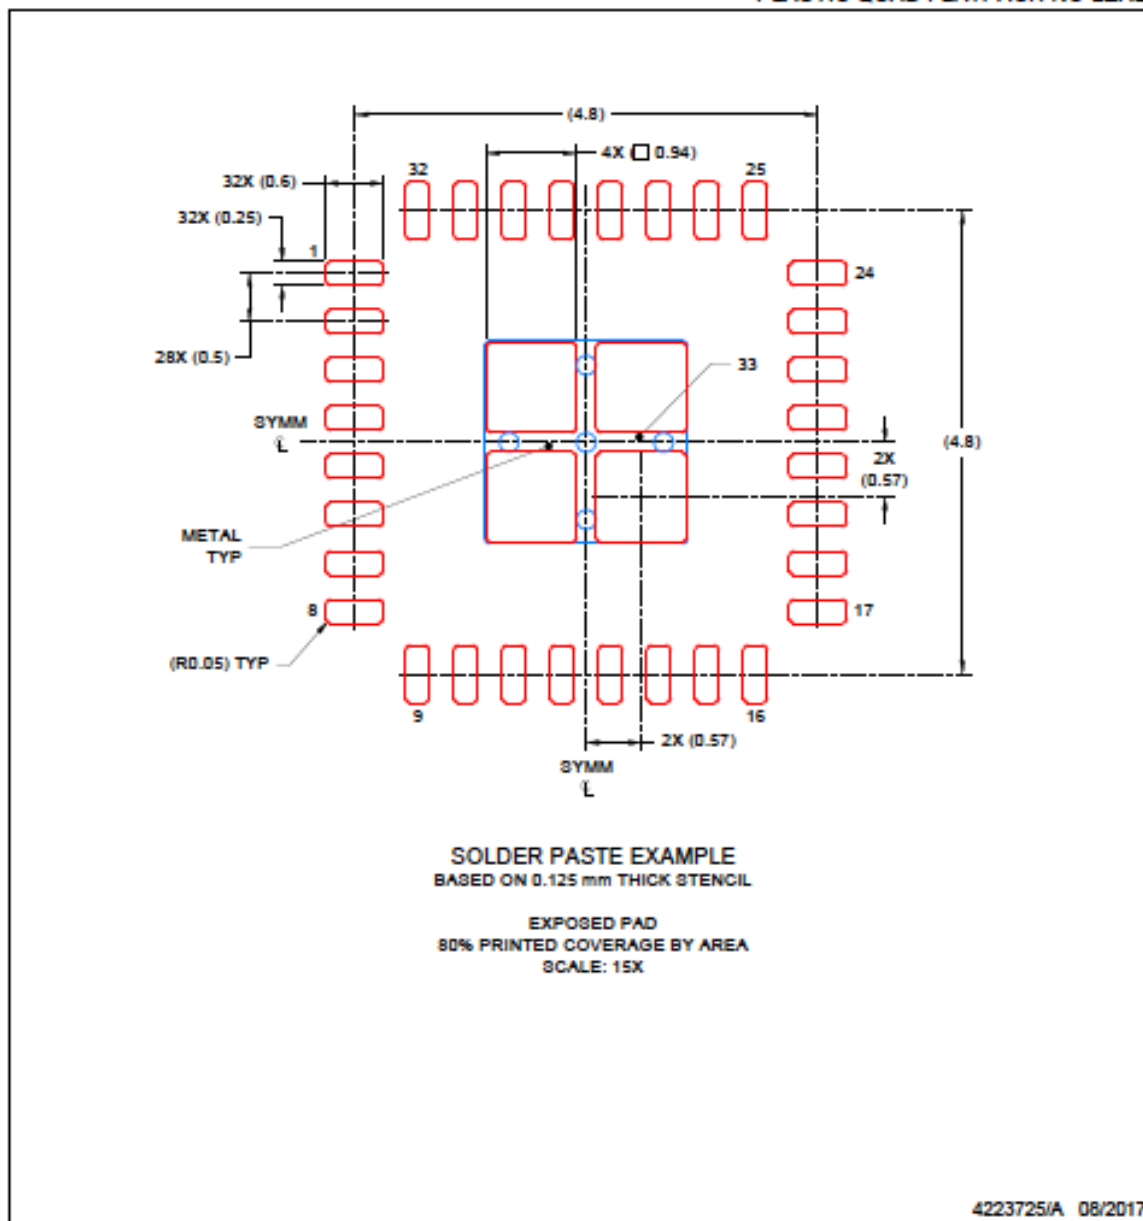 (4.8)
4X (□ 0.94)
32X (0.6)
32
25
32X (0.25)
1
24
28X (0.5)
33
SYMM
℄
(4.8)
2X
(0.57)
METAL
TYP
8
17
(R0.05) TYP
9
16
2X (0.57)
SYMM
℄
SOLDER PASTE EXAMPLE
BASED ON 0.125 mm THICK STENCIL
EXPOSED PAD
80% PRINTED COVERAGE BY AREA
SCALE: 15X
4223725/A 08/2017